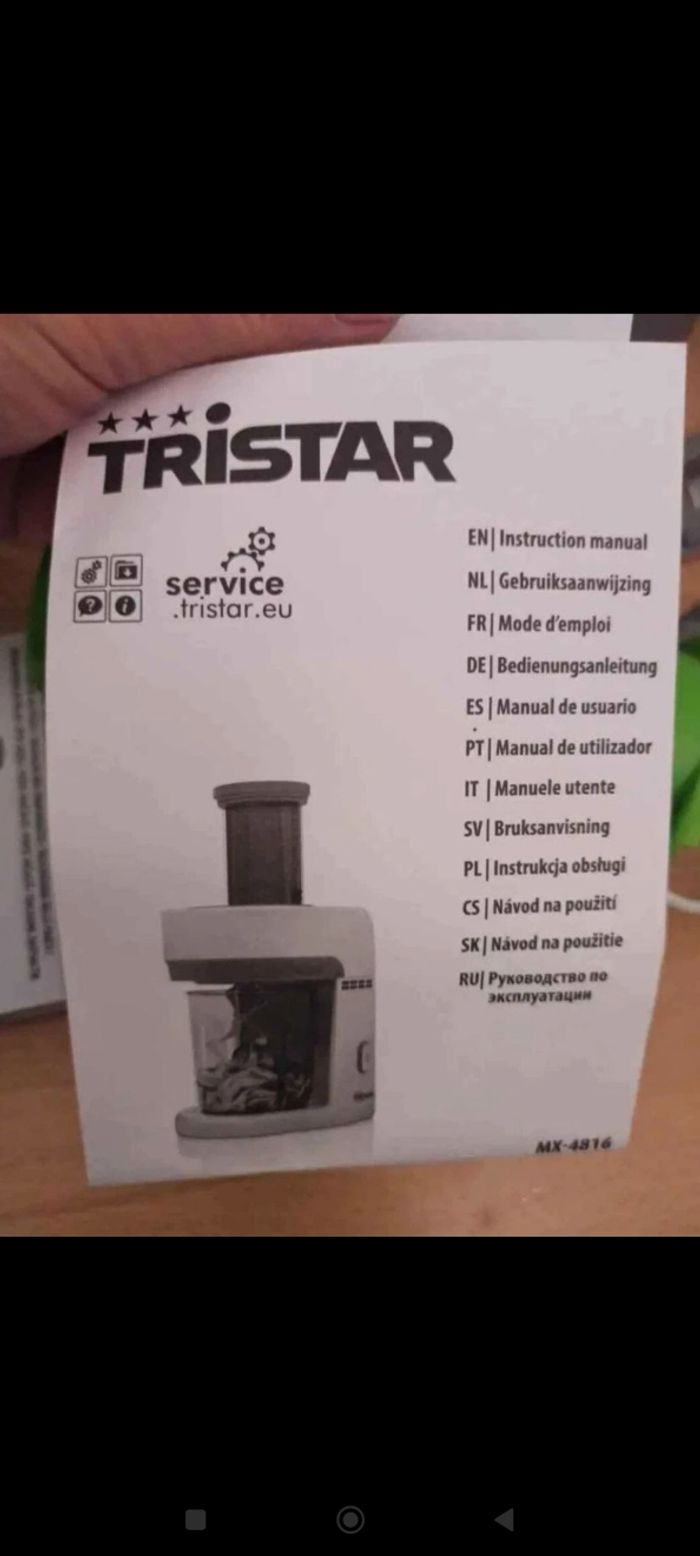 TRiSTAR
service
.tristar.eu
EN| Instruction manual
NL| Gebruiksaanwijzing
FR| Mode d'emploi
DE| Bedienungsanleitung
ES | Manual de usuario
PT| Manual de utilizador
IT | Manuele utente
SV| Bruksanvisning
PL| Instrukcja obsługi
CS | Návod na použití
SK| Návod na použitie
RU| Руководство по
эксплуатации
MX-4816